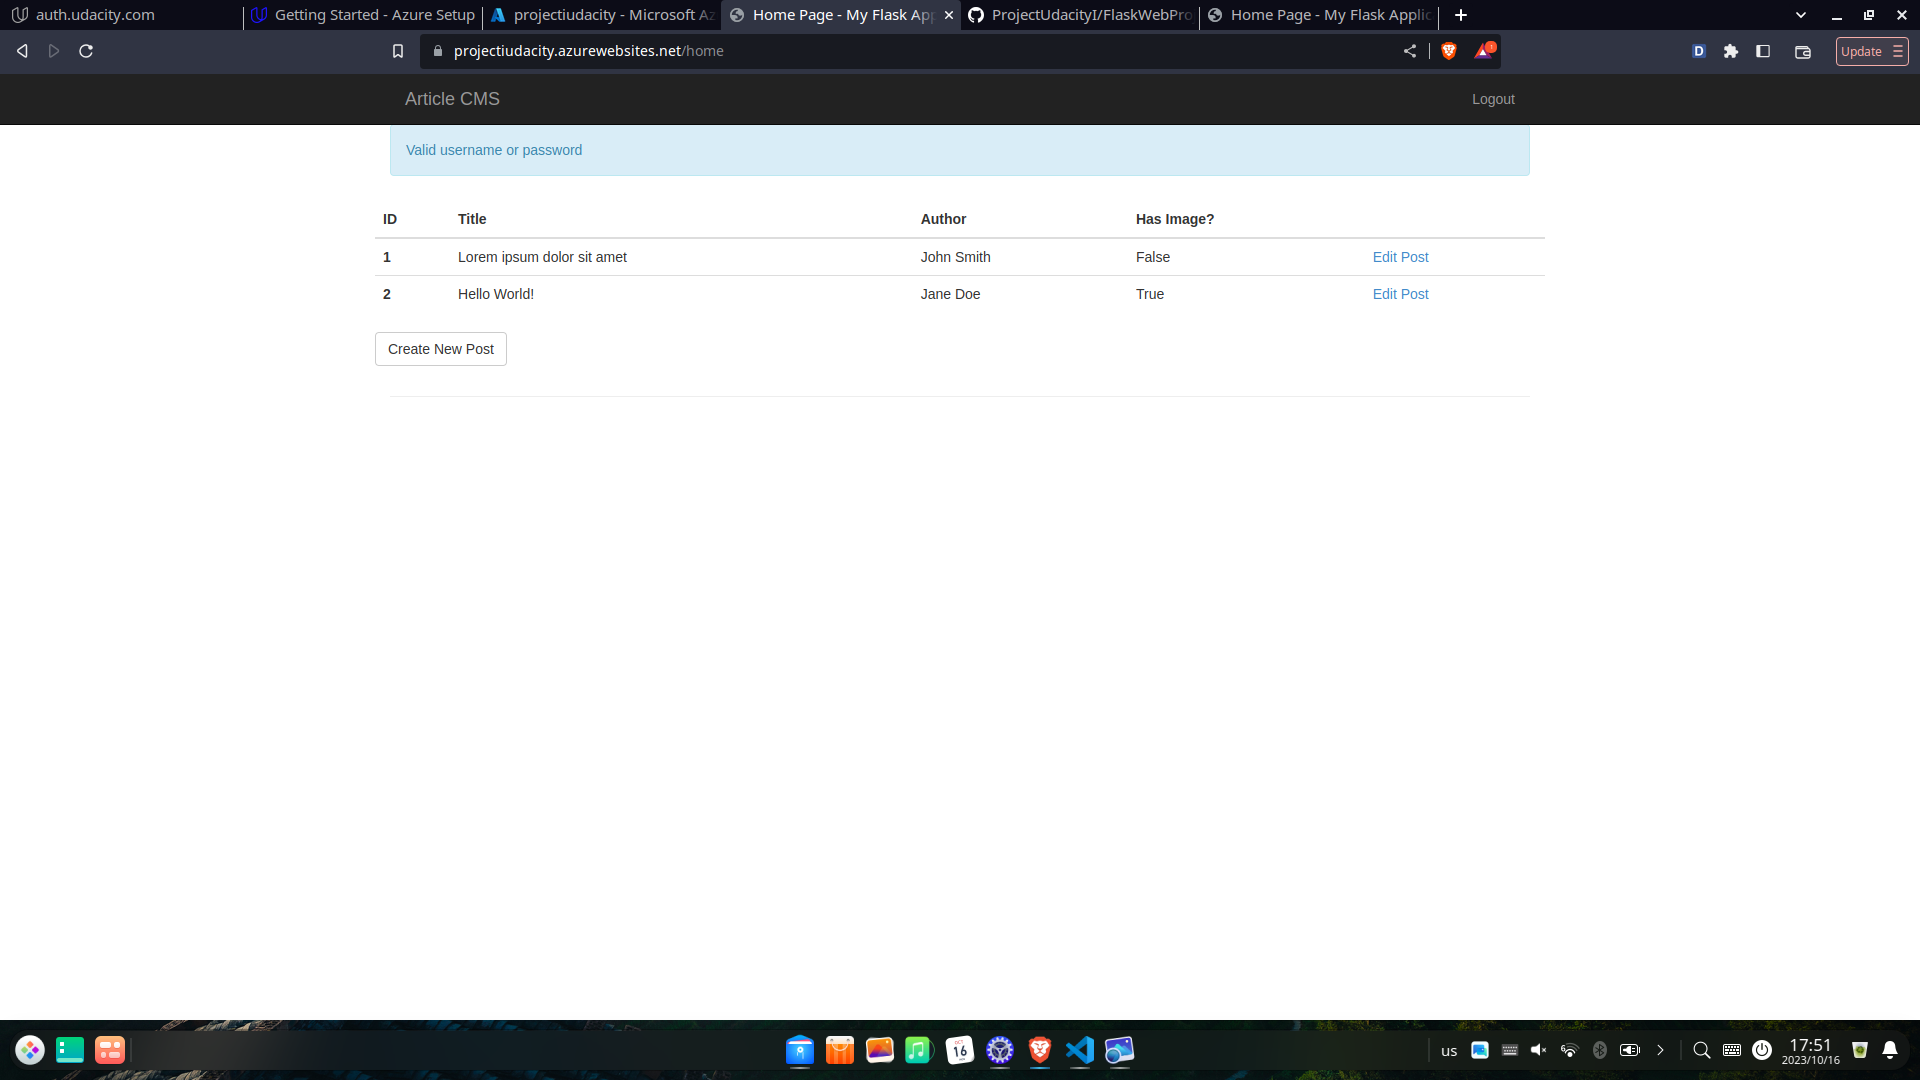 auth.udacity.com
Getting Started - Azure Setup
projectiudacity - Microsoft Az
Home Page - My Flask App
ProjectUdacityI/FlaskWebPro
Home Page - My Flask Applic
projectiudacity.azurewebsites.net/home
D
1
Update
Article CMS
Logout
Valid username or password
ID Title Author Has Image?
1 Lorem ipsum dolor sit amet John Smith False Edit Post
2 Hello World! Jane Doe True Edit Post
Create New Post
OCT
16
us
17:51
2023/10/16